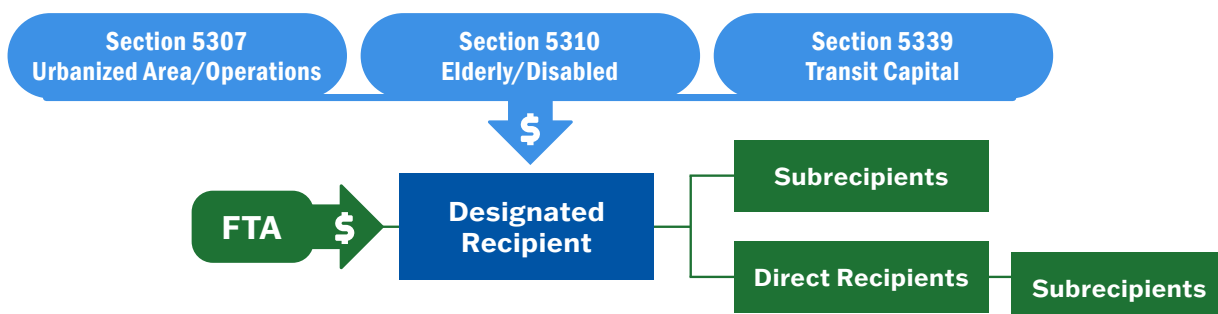 Section 5307
Urbanized Area/Operations
Section 5310
Elderly/Disabled
Section 5339
Transit Capital
$
FTA
$
Designated
Recipient
Subrecipients
Direct Recipients
Subrecipients